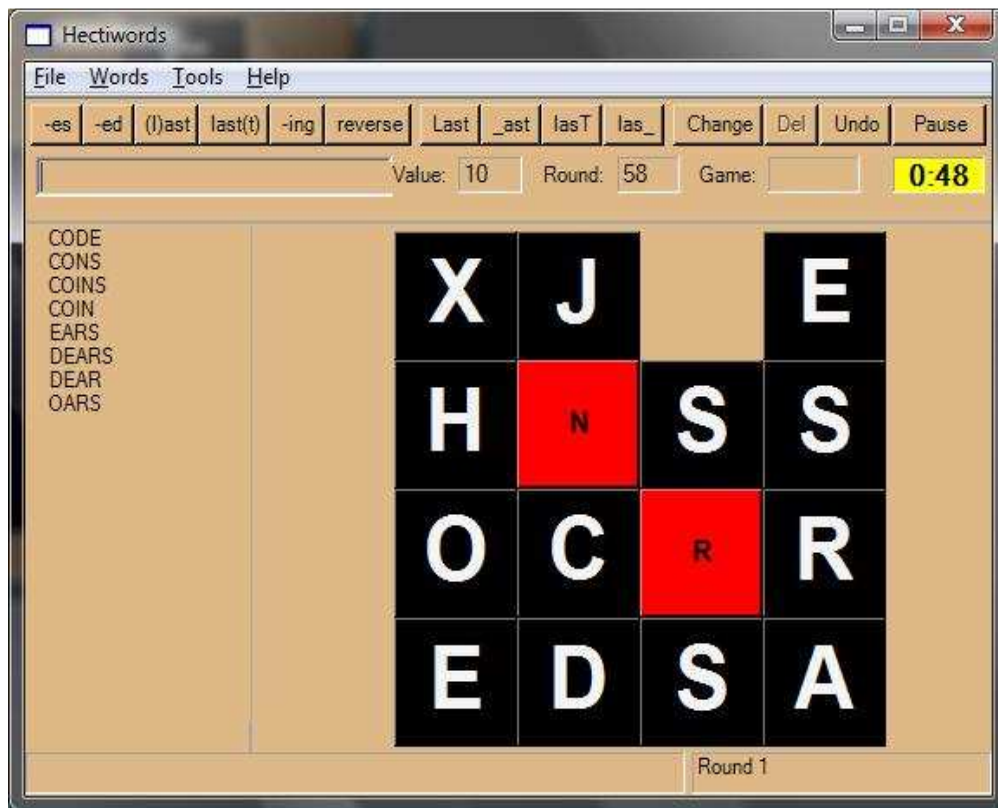 Hectiwords
File Words Tools Help
-es -ed (l)ast last(t) -ing reverse Last _ast lasT las_ Change Del Undo Pause
Value: 10 Round: 58 Game: 0:48
CODE
CONS
COINS
COIN
EARS
DEARS
DEAR
OARS
X J E
H N S S
O C R R
E D S A
Round 1